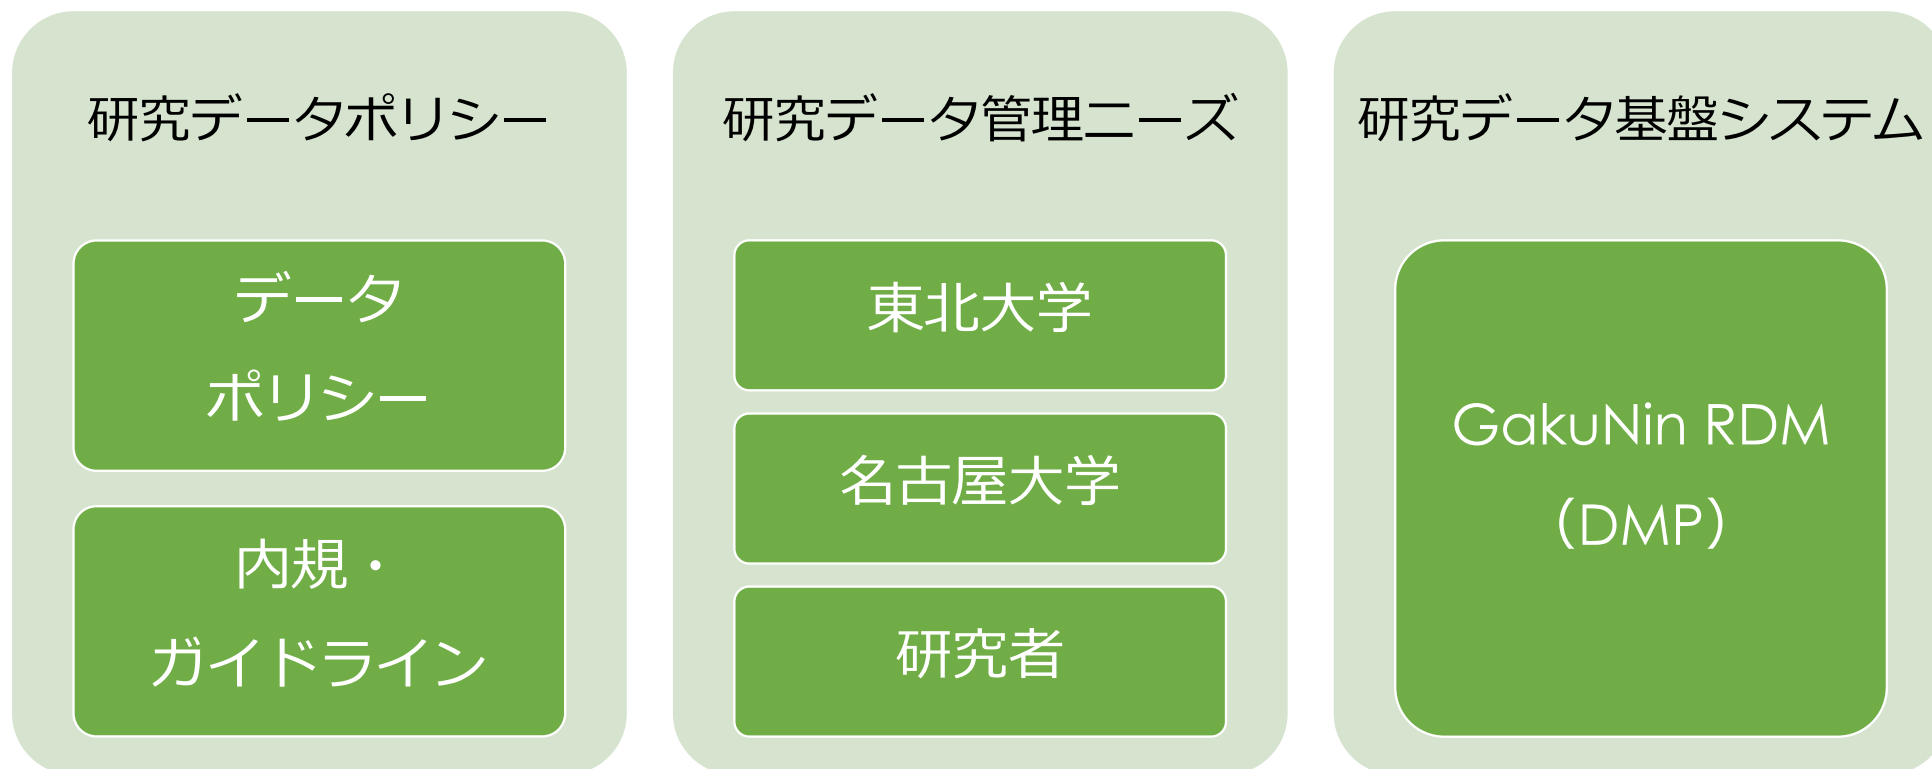 研究データポリシー
データ
ポリシー
内規・
ガイドライン
研究データ管理ニーズ
東北大学
名古屋大学
研究者
研究データ基盤システム
GakuNin RDM
（DMP）